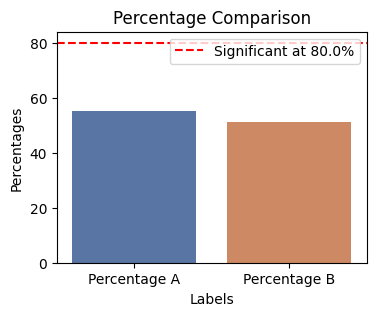 Percentage Comparison
Significant at 80.0%
Percentages
80
60
40
20
0
Percentage A
Percentage B
Labels